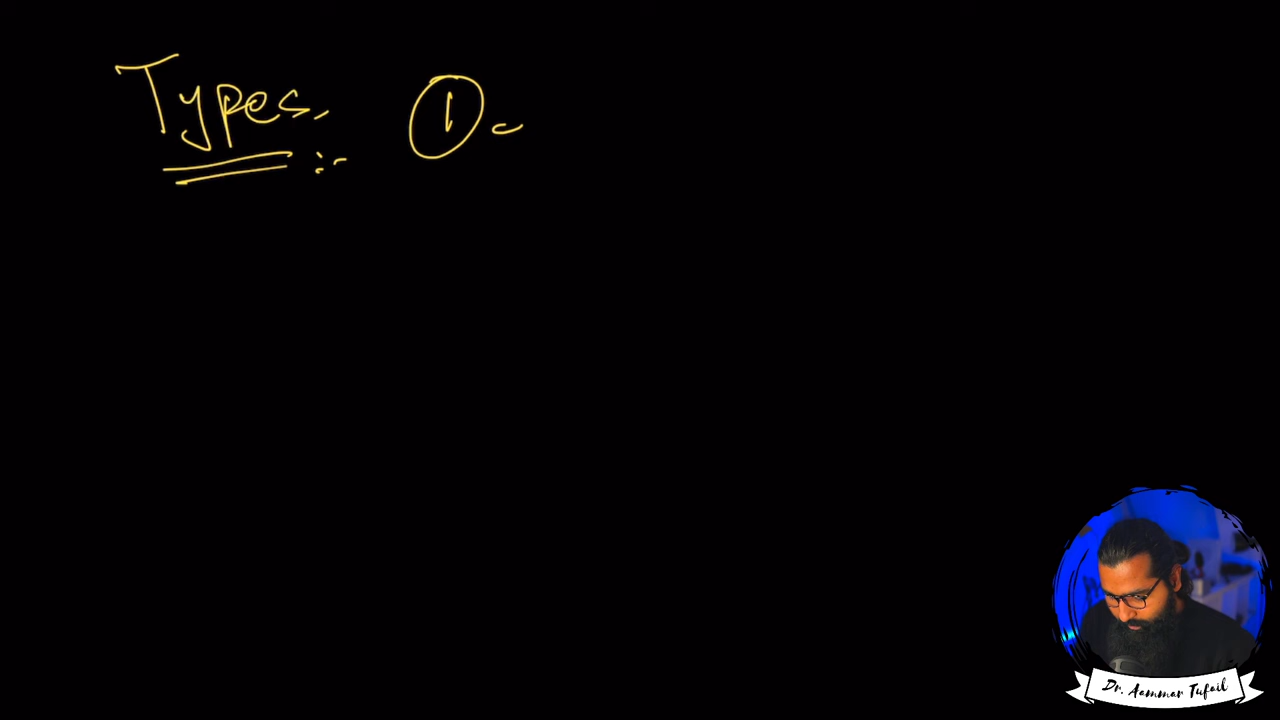 Types :- ①
Dr. Aammar Tufail